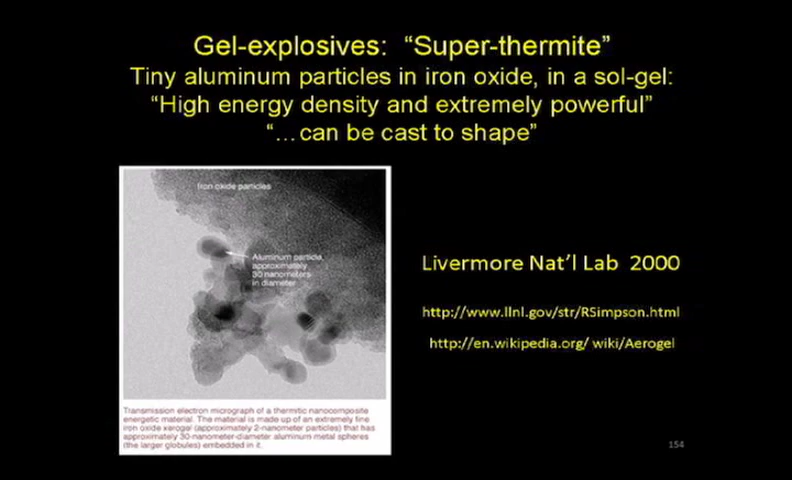 Gel-explosives: “Super-thermite”
Tiny aluminum particles in iron oxide, in a sol-gel:
“High energy density and extremely powerful”
“…can be cast to shape”
Iron oxide particles
Aluminum particle,
approximately
30 nanometers
in diameter
Livermore Nat’l Lab 2000
http://www.llnl.gov/str/RSimpson.html
http://en.wikipedia.org/ wiki/Aerogel
Transmission electron micrograph of a thermitic nanocomposite
energetic material. The material is made up of an extremely fine
iron oxide xerogel (approximately 2-nanometer particles) that has
approximately 30-nanometer-diameter aluminum metal spheres
(the larger globules) embedded in it.
154